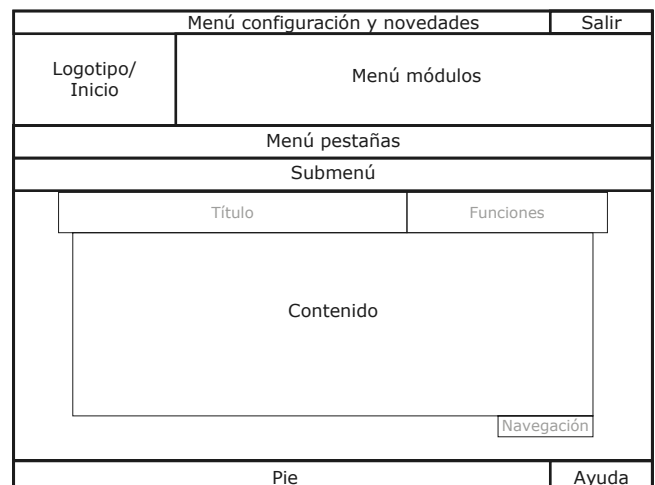 Menú configuración y novedades
Salir
Logotipo/
Inicio
Menú módulos
Menú pestañas
Submenú
Título
Funciones
Contenido
Navegación
Pie
Ayuda